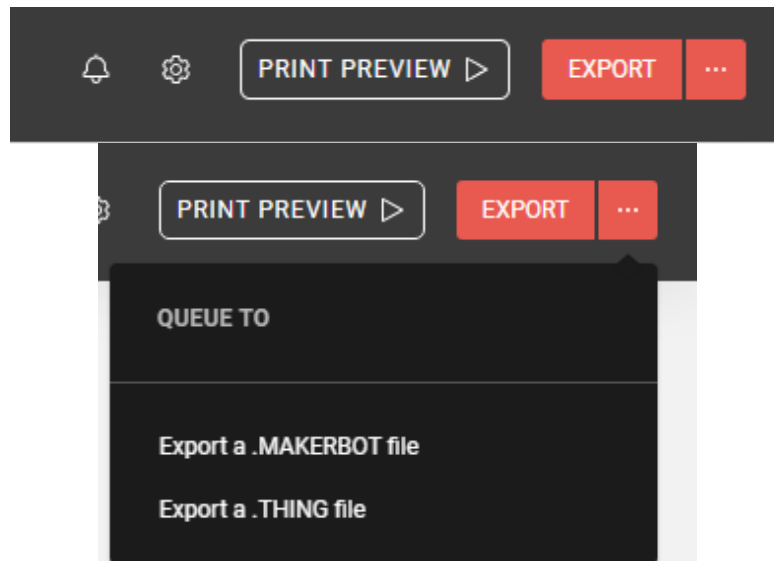 PRINT PREVIEW EXPORT ...
PRINT PREVIEW EXPORT ...
QUEUE TO
Export a .MAKERBOT file
Export a .THING file